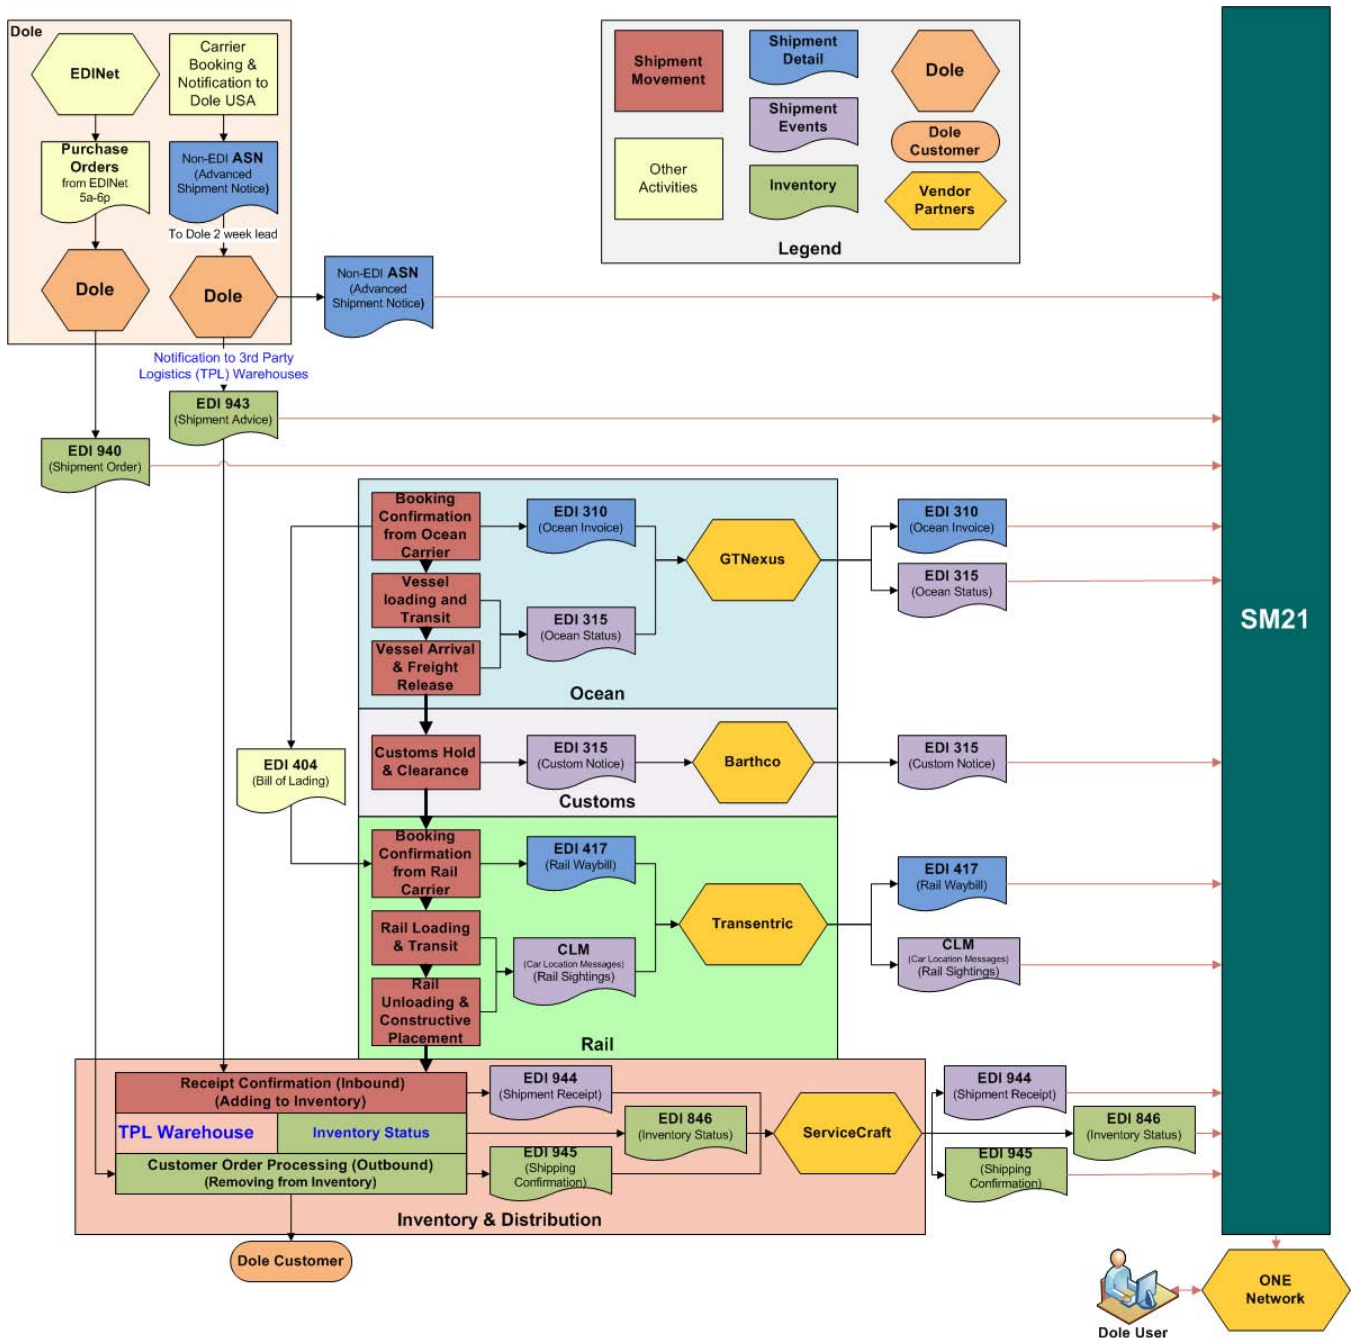 Dole
EDINet
Carrier
Booking &
Notification to
Dole USA
Purchase
Orders
from EDINet
5a-6p
Non-EDI ASN
(Advanced
Shipment Notice)
To Dole 2 week lead
Dole
Dole
Non-EDI ASN
(Advanced
Shipment Notice)
Shipment
Movement
Shipment
Detail
Dole
Shipment
Events
Dole
Customer
Other
Activities
Inventory
Vendor
Partners
Legend
Notification to 3rd Party
Logistics (TPL) Warehouses
EDI 943
(Shipment Advice)
EDI 940
(Shipment Order)
Booking
Confirmation
from Ocean
Carrier
EDI 310
(Ocean Invoice)
GTNexus
EDI 310
(Ocean Invoice)
Vessel
loading and
Transit
EDI 315
(Ocean Status)
EDI 315
(Ocean Status)
Vessel Arrival
& Freight
Release
Ocean
SM21
Customs Hold
& Clearance
EDI 315
(Custom Notice)
Barthco
EDI 315
(Custom Notice)
Customs
EDI 404
(Bill of Lading)
Booking
Confirmation
from Rail
Carrier
EDI 417
(Rail Waybill)
Transentric
EDI 417
(Rail Waybill)
Rail Loading
& Transit
CLM
(Car Location Messages)
(Rail Sightings)
CLM
(Car Location Messages)
(Rail Sightings)
Rail
Unloading &
Constructive
Placement
Rail
Receipt Confirmation (Inbound)
(Adding to Inventory)
EDI 944
(Shipment Receipt)
TPL Warehouse
Inventory Status
EDI 846
(Inventory Status)
ServiceCraft
EDI 944
(Shipment Receipt)
EDI 846
(Inventory Status)
Customer Order Processing (Outbound)
(Removing from Inventory)
EDI 945
(Shipping
Confirmation)
EDI 945
(Shipping
Confirmation)
Inventory & Distribution
Dole Customer
ONE
Network
Dole User